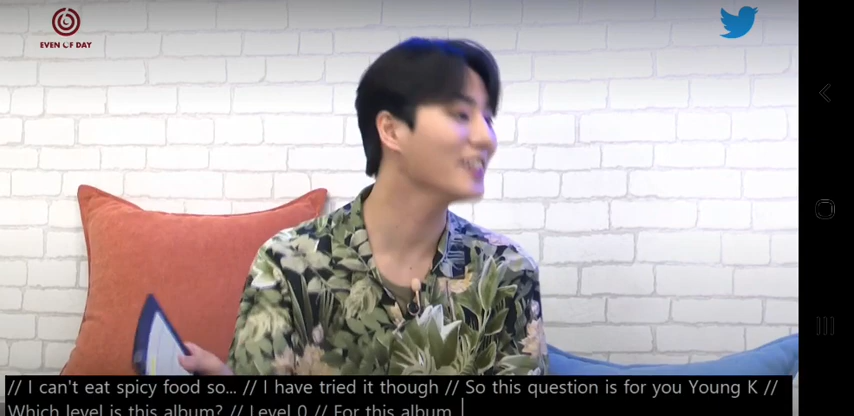 EVEN OF DAY
// I can't eat spicy food so... // I have tried it though // So this question is for you Young K //
Which level is this album? // Level 0 // For this album